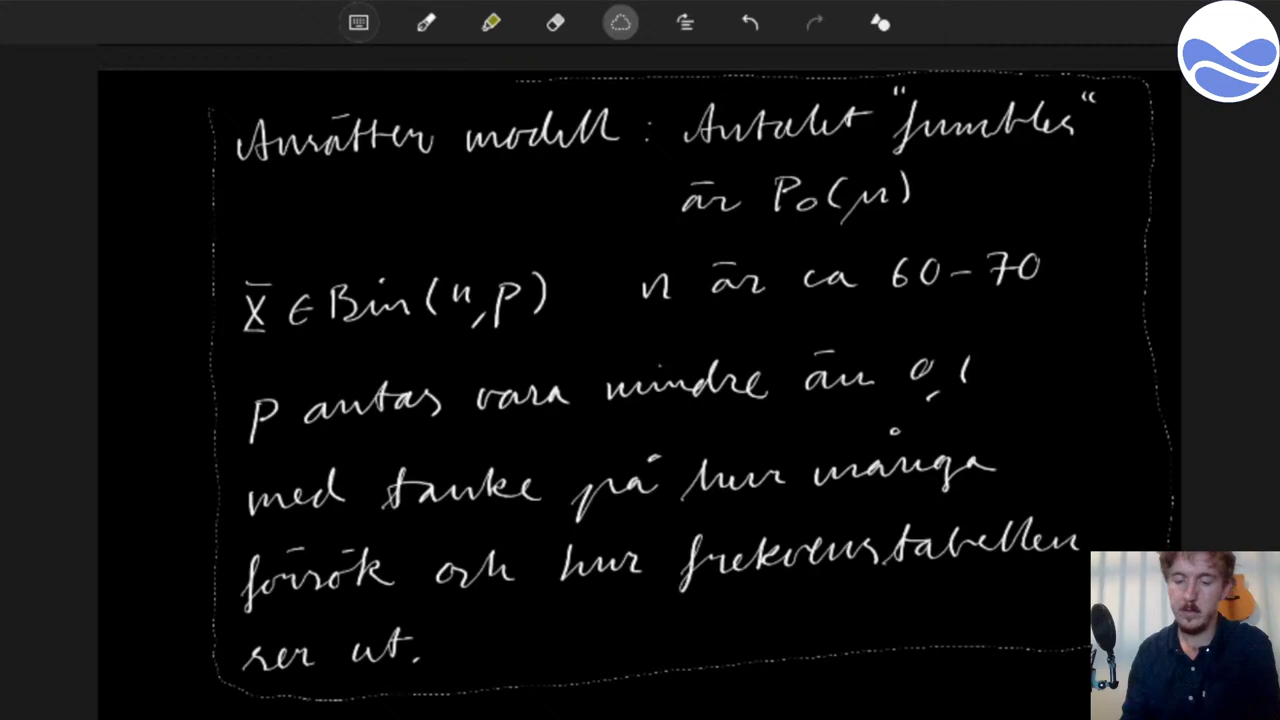 Ansätter modell : Antalet "fumbles"
är Po(μ)
X ∈ Bin(n,p) n är ca 60-70
p antas vara mindre än 0,1
med tanke på hur många
försök och hur frekvenstabellen
ser ut.